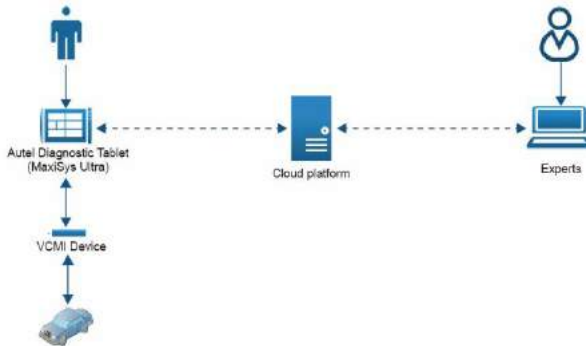 Autel Diagnostic Tablet
(MaxiSys Ultra)
Cloud platform
Experts
VCMI Device